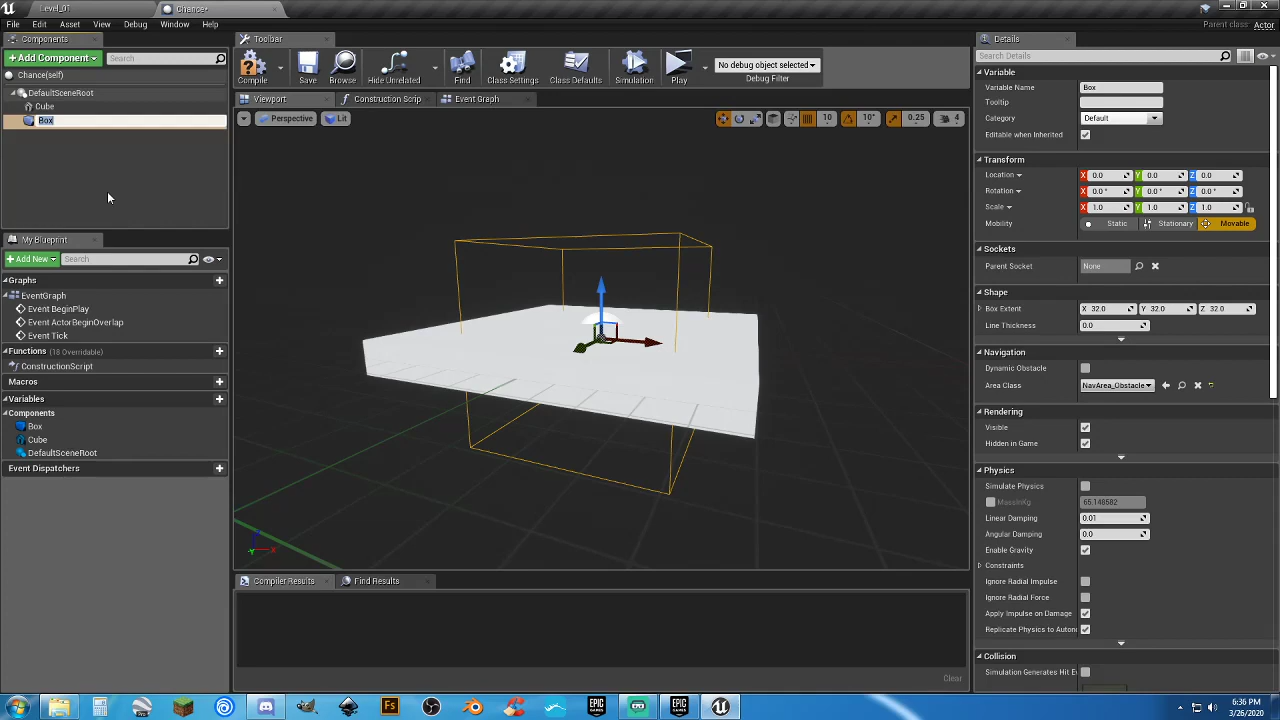 Level_01
Chance*
File Edit Asset View Debug Window Help
Parent class: Actor
Components
Toolbar
Details
+Add Component
Search
Search Details
Chance(self)
DefaultSceneRoot
Cube
Box
Compile
Save
Browse
Hide Unrelated
Find
Class Settings
Class Defaults
Simulation
Play
No debug object selected
Debug Filter
Viewport
Construction Scrip
Event Graph
Perspective
Lit
10
10°
0.25
4
Variable
Variable Name Box
Tooltip
Category Default
Editable when Inherited
Transform
Location X 0.0 Y 0.0 Z 0.0
Rotation X 0.0 ° Y 0.0 ° Z 0.0 °
Scale X 1.0 Y 1.0 Z 1.0
Mobility Static Stationary Movable
Sockets
Parent Socket None
Shape
Box Extent X 32.0 Y 32.0 Z 32.0
Line Thickness 0.0
Navigation
Dynamic Obstacle
Area Class NavArea_Obstacle
Rendering
Visible
Hidden in Game
Physics
Simulate Physics
MassInKg 65.148582
Linear Damping 0.01
Angular Damping 0.0
Enable Gravity
Constraints
Ignore Radial Impulse
Ignore Radial Force
Apply Impulse on Damage
Replicate Physics to Auton
Collision
Simulation Generates Hit E
My Blueprint
+Add New
Search
Graphs
EventGraph
Event BeginPlay
Event ActorBeginOverlap
Event Tick
Functions (18 Overridable)
ConstructionScript
Macros
Variables
Components
Box
Cube
DefaultSceneRoot
Event Dispatchers
X
Y
Z
Compiler Results
Find Results
Clear
Pro
Fs
EPIC GAMES
EPIC GAMES
6:36 PM
3/26/2020